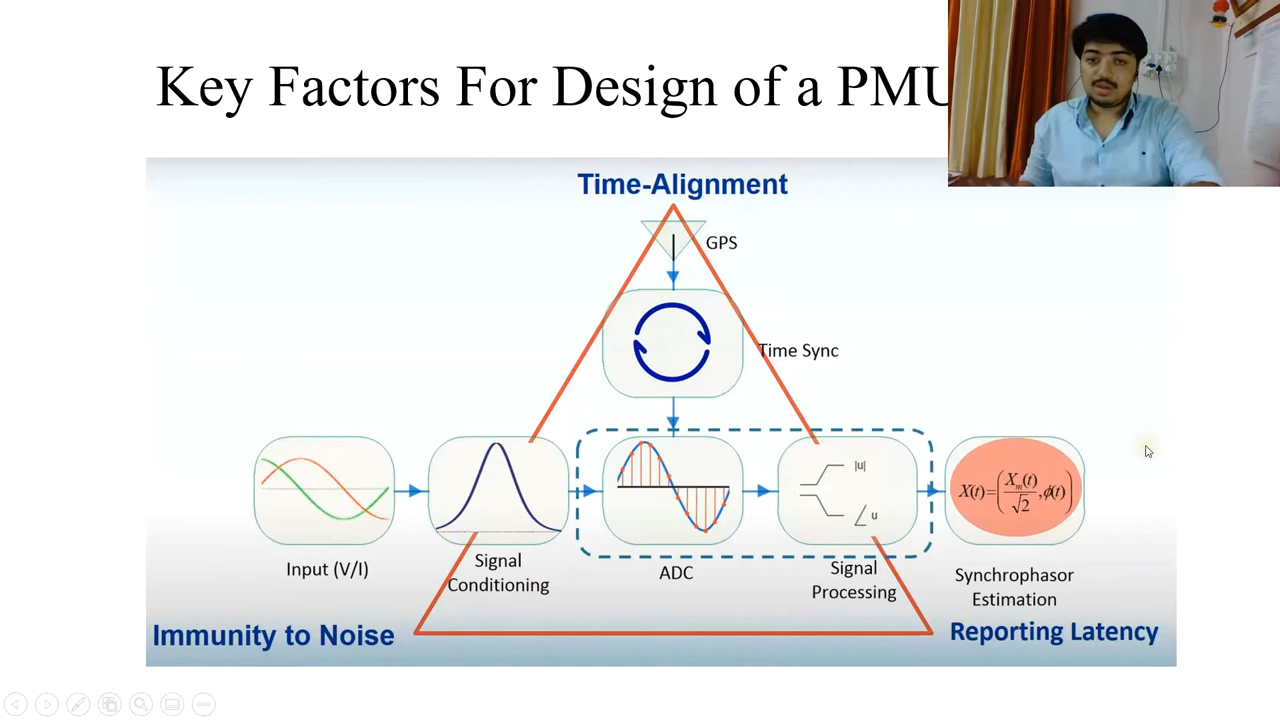 Key Factors For Design of a PMU
Time-Alignment
GPS
Time Sync
|u|
∠ u
X(t)=(Xm(t)/√2,ϕ(t))
Input (V/I)
Signal
Conditioning
ADC
Signal
Processing
Synchrophasor
Estimation
Immunity to Noise
Reporting Latency